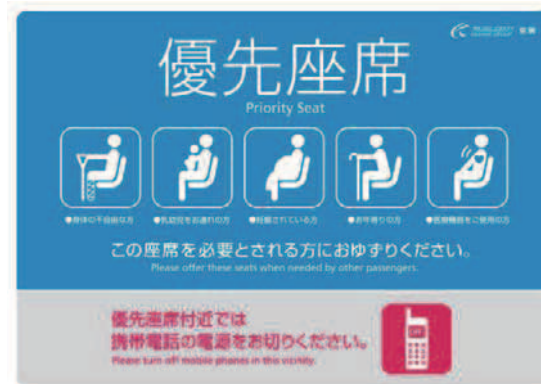 優先座席
Priority Seat
●身体の不自由な方 ●乳幼児をお連れの方 ●妊娠されている方 ●お年寄りの方 ●医療機器をご使用の方
この座席を必要とされる方におゆずりください。
Please offer these seats when needed by other passengers.
優先座席付近では
携帯電話の電源をお切りください。
Please turn off mobile phones in this vicinity.